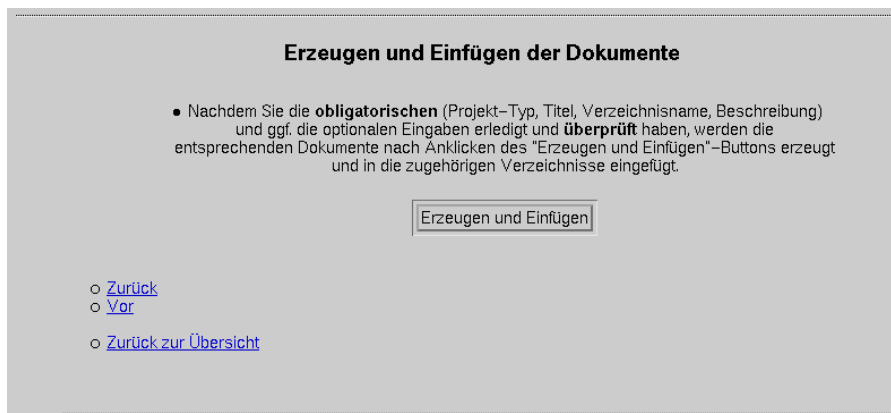 Erzeugen und Einfügen der Dokumente
● Nachdem Sie die obligatorischen (Projekt-Typ, Titel, Verzeichnisname, Beschreibung)
und ggf. die optionalen Eingaben erledigt und überprüft haben, werden die
entsprechenden Dokumente nach Anklicken des "Erzeugen und Einfügen"-Buttons erzeugt
und in die zugehörigen Verzeichnisse eingefügt.
Erzeugen und Einfügen
○ Zurück
○ Vor
○ Zurück zur Übersicht